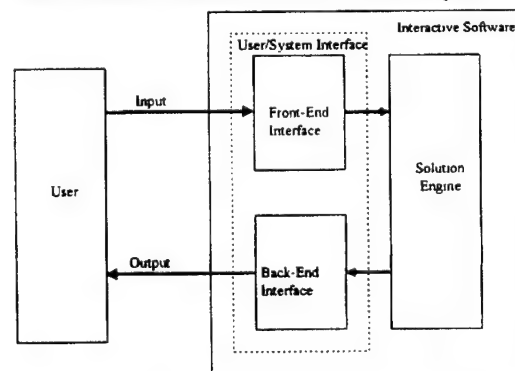 Interactive Software
User/System Interface
Input
Front-End
Interface
User
Solution
Engine
Output
Back-End
Interface